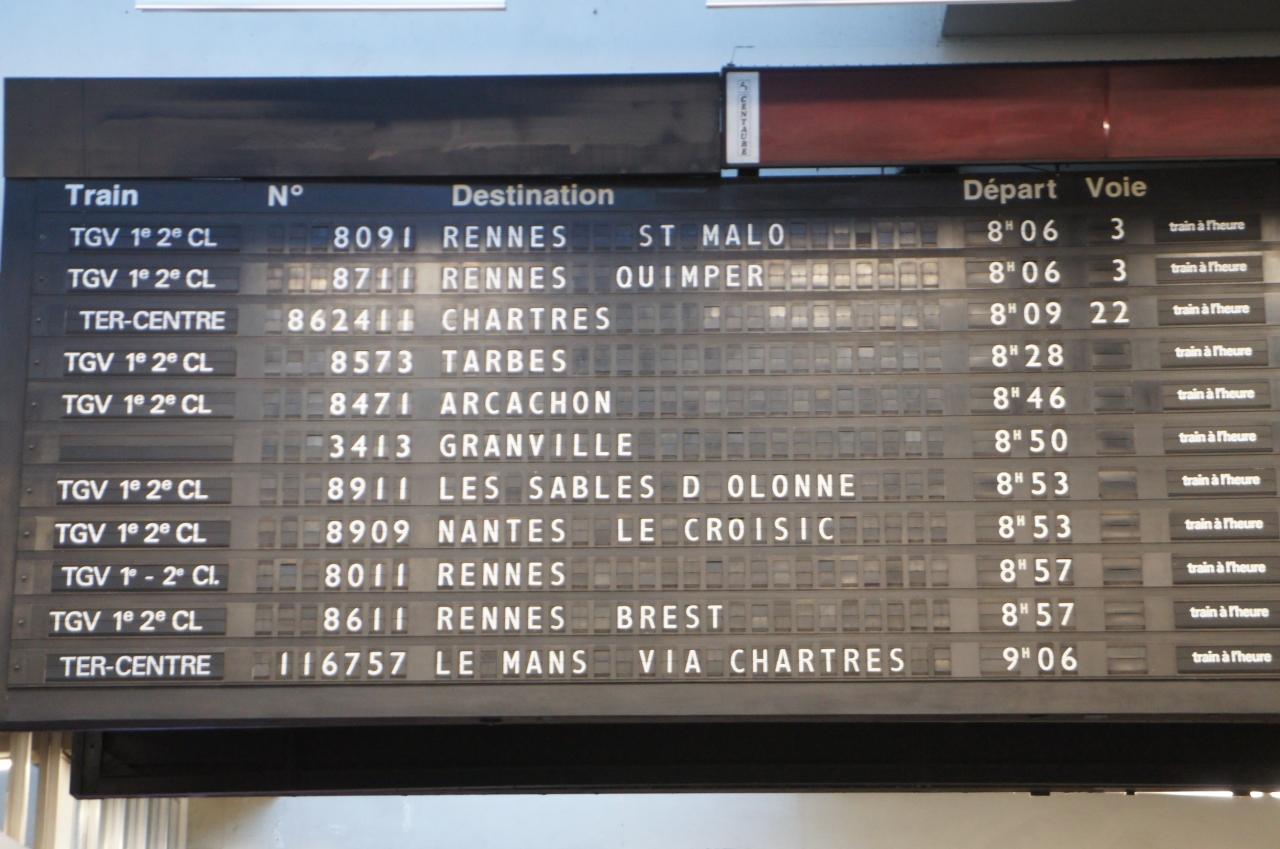 CENTAURE
Train N° Destination Départ Voie
TGV 1e 2e CL 8091 RENNES ST MALO 8H06 3 train à l'heure
TGV 1e 2e CL 8711 RENNES QUIMPER 8H06 3 train à l'heure
TER-CENTRE 862411 CHARTRES 8H09 22 train à l'heure
TGV 1e 2e CL 8573 TARBES 8H28 train à l'heure
TGV 1e 2e CL 8471 ARCACHON 8H46 train à l'heure
3413 GRANVILLE 8H50 train à l'heure
TGV 1e 2e CL 8911 LES SABLES D OLONNE 8H53 train à l'heure
TGV 1e 2e CL 8909 NANTES LE CROISIC 8H53 train à l'heure
TGV 1e - 2e Cl. 8011 RENNES 8H57 train à l'heure
TGV 1e 2e CL 8611 RENNES BREST 8H57 train à l'heure
TER-CENTRE 116757 LE MANS VIA CHARTRES 9H06 train à l'heure